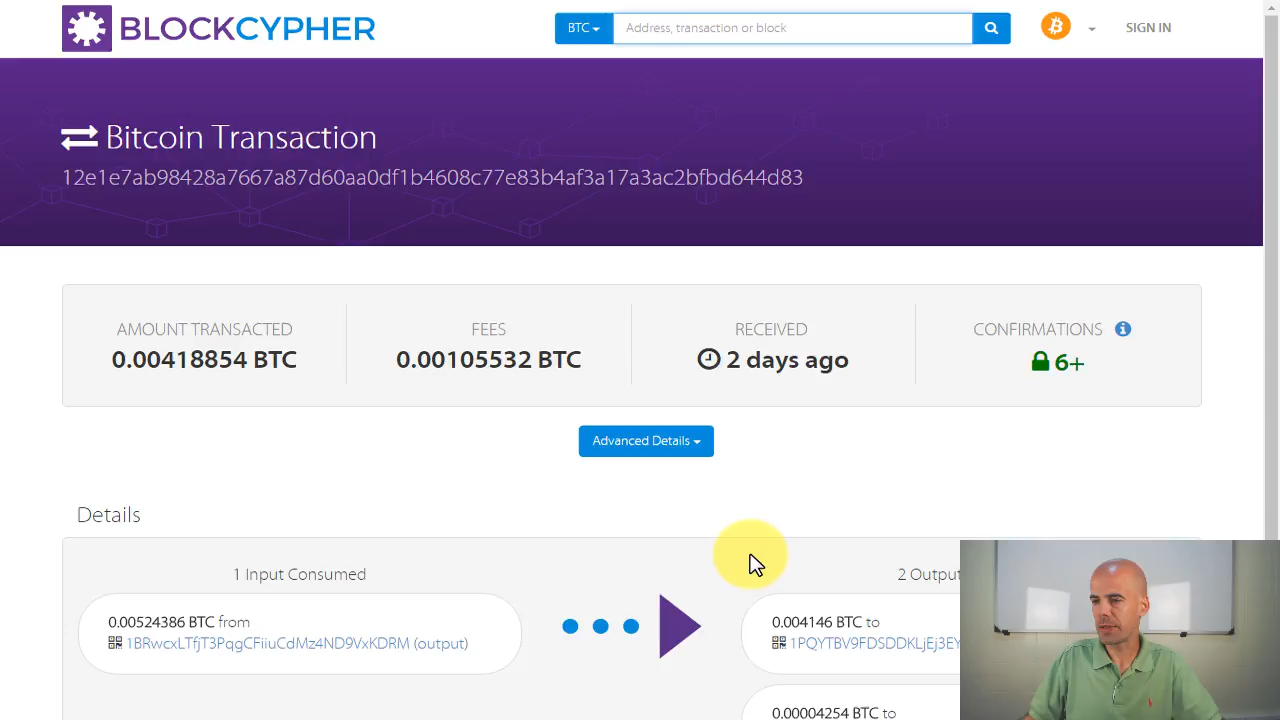 BLOCKCYPHER
BTC
Address, transaction or block
SIGN IN
Bitcoin Transaction
12e1e7ab98428a7667a87d60aa0df1b4608c77e83b4af3a17a3ac2bfbd644d83
AMOUNT TRANSACTED
0.00418854 BTC
FEES
0.00105532 BTC
RECEIVED
2 days ago
CONFIRMATIONS
6+
Advanced Details
Details
1 Input Consumed
0.00524386 BTC from
1BRwcxLTfjT3PqgCFiiuCdMz4ND9VxKDRM (output)
2 Outpu
0.004146 BTC to
1PQYTBV9FDSDDKLjEj3EY
0.00004254 BTC to